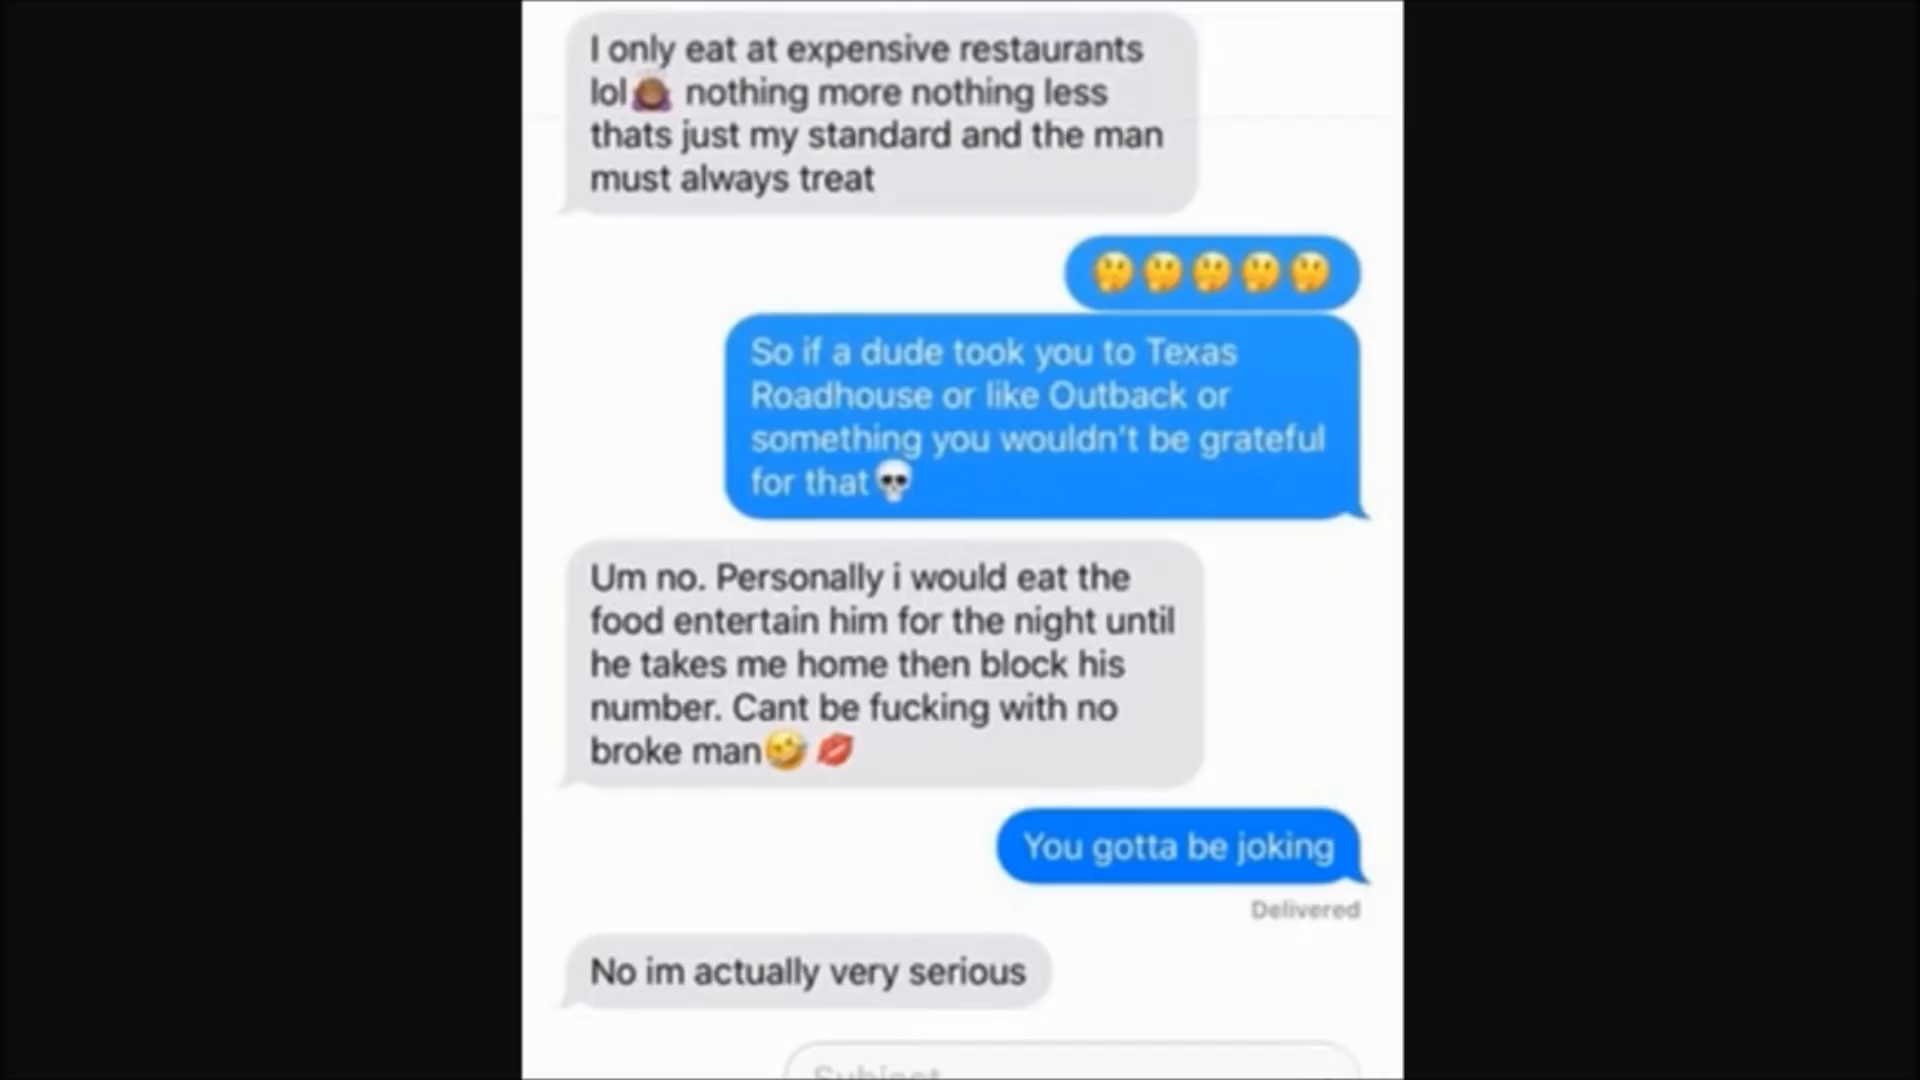 I only eat at expensive restaurants
lol🤷🏾‍♀️ nothing more nothing less
thats just my standard and the man
must always treat
🤔🤔🤔🤔🤔
So if a dude took you to Texas
Roadhouse or like Outback or
something you wouldn't be grateful
for that💀
Um no. Personally i would eat the
food entertain him for the night until
he takes me home then block his
number. Cant be fucking with no
broke man🤣💋
You gotta be joking
Delivered
No im actually very serious
Subject